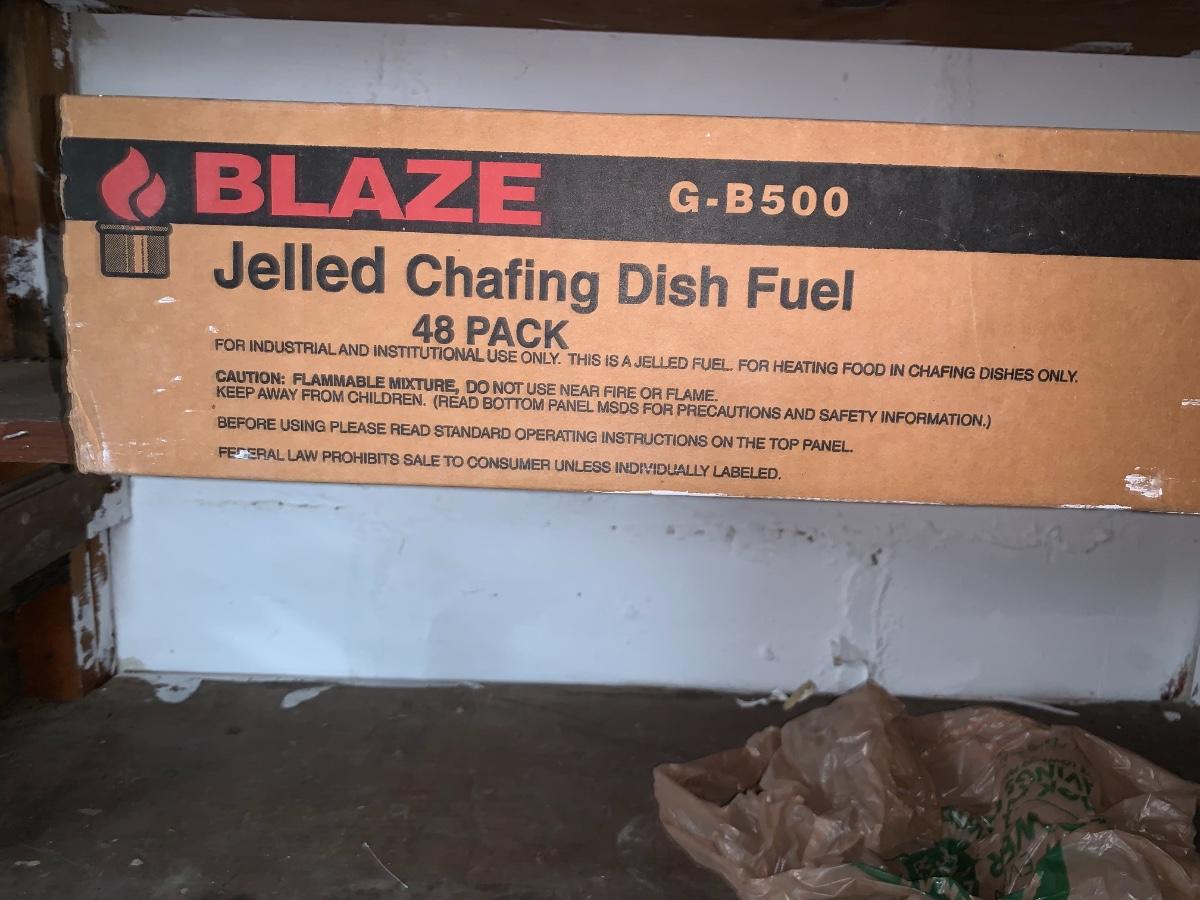 BLAZE G-B500
Jelled Chafing Dish Fuel
48 PACK
FOR INDUSTRIAL AND INSTITUTIONAL USE ONLY. THIS IS A JELLED FUEL. FOR HEATING FOOD IN CHAFING DISHES ONLY.
CAUTION: FLAMMABLE MIXTURE, DO NOT USE NEAR FIRE OR FLAME.
KEEP AWAY FROM CHILDREN. (READ BOTTOM PANEL MSDS FOR PRECAUTIONS AND SAFETY INFORMATION.)
BEFORE USING PLEASE READ STANDARD OPERATING INSTRUCTIONS ON THE TOP PANEL.
FEDERAL LAW PROHIBITS SALE TO CONSUMER UNLESS INDIVIDUALLY LABELED.